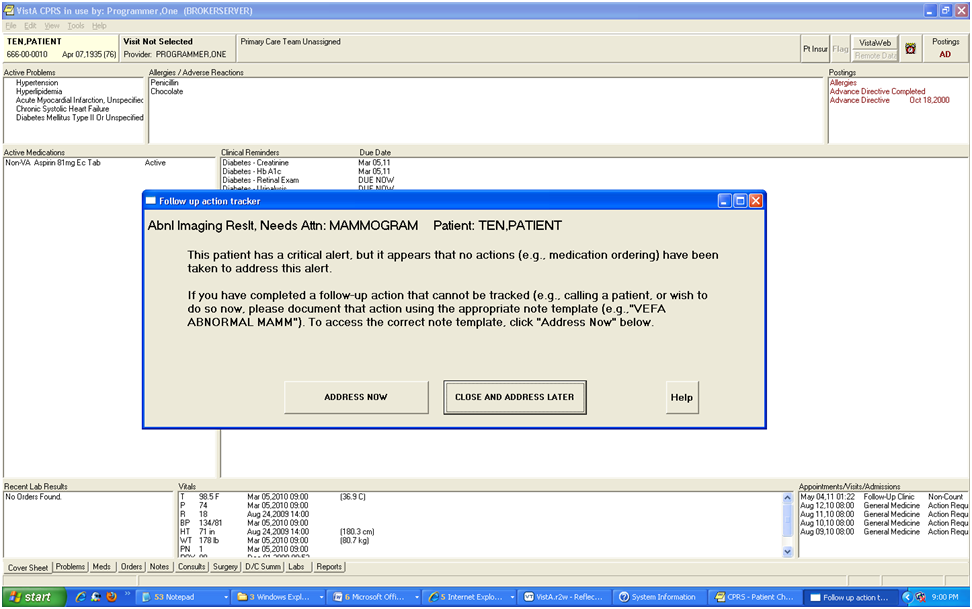 VistA CPRS in use by: Programmer,One (BROKERSERVER)
File Edit View Tools Help
TEN,PATIENT
666-00-0010 Apr 07,1935 (76)
Visit Not Selected
Provider: PROGRAMMER,ONE
Primary Care Team Unassigned
Pt Insur
Flag
VistaWeb
Remote Data
Postings
AD
Active Problems
Hypertension
Hyperlipidemia
Acute Myocardial Infarction, Unspecified
Chronic Systolic Heart Failure
Diabetes Mellitus Type II Or Unspecified
Allergies / Adverse Reactions
Penicillin
Chocolate
Postings
Allergies
Advance Directive Completed
Advance Directive Oct 18,2000
Active Medications
Non-VA Aspirin 81mg Ec Tab Active
Clinical Reminders Due Date
Diabetes - Creatinine Mar 05,11
Diabetes - Hb A1c Mar 05,11
Diabetes - Retinal Exam DUE NOW
Diabetes - Urinalysis DUE NOW
Follow up action tracker
Abnl Imaging Reslt, Needs Attn: MAMMOGRAM Patient: TEN,PATIENT
This patient has a critical alert, but it appears that no actions (e.g., medication ordering) have been
taken to address this alert.
If you have completed a follow-up action that cannot be tracked (e.g., calling a patient, or wish to
do so now, please document that action using the appropriate note template (e.g.,"VEFA
ABNORMAL MAMM"). To access the correct note template, click "Address Now" below.
ADDRESS NOW
CLOSE AND ADDRESS LATER
Help
Recent Lab Results
No Orders Found.
Vitals
T 98.5 F Mar 05,2010 09:00 (36.9 C)
P 74 Mar 05,2010 09:00
R 18 Aug 24,2009 14:00
BP 134/81 Mar 05,2010 09:00
HT 71 in Aug 24,2009 14:00 (180.3 cm)
WT 178 lb Mar 05,2010 09:00 (80.7 kg)
PN 1 Mar 05,2010 09:00
Appointments/Visits/Admissions
May 04,11 01:22 Follow-Up Clinic Non-Count
Aug 12,10 08:00 General Medicine Action Requ
Aug 11,10 08:00 General Medicine Action Requ
Aug 10,10 08:00 General Medicine Action Requ
Aug 09,10 08:00 General Medicine Action Requ
Cover Sheet Problems Meds Orders Notes Consults Surgery D/C Summ Labs Reports
start
53 Notepad
3 Windows Expl...
6 Microsoft Offi...
5 Internet Explo...
VistA.r2w - Reflec...
System Information
CPRS - Patient Ch...
Follow up action t...
9:00 PM